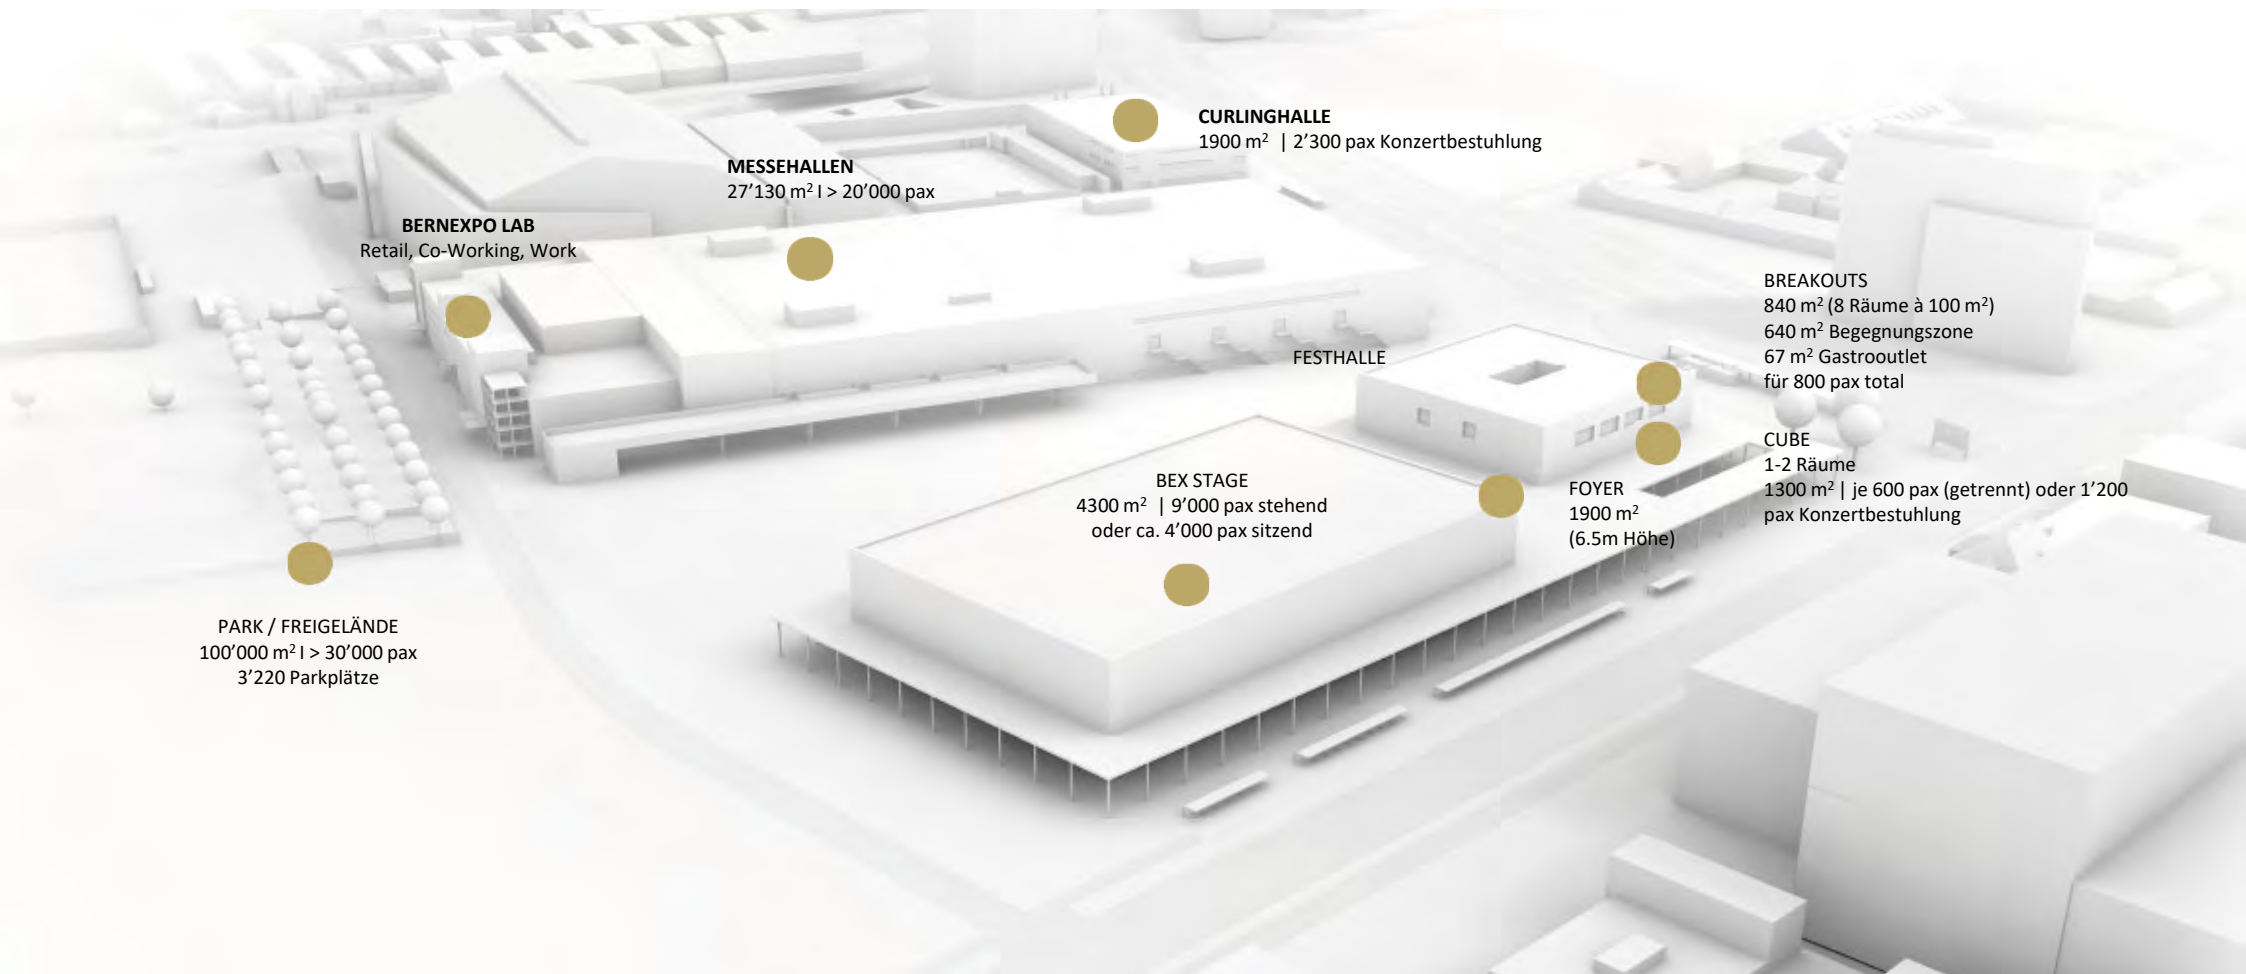 CURLINGHALLE
1900 m² | 2’300 pax Konzertbestuhlung
MESSEHALLEN
27’130 m² I > 20’000 pax
BERNEXPO LAB
Retail, Co-Working, Work
BREAKOUTS
840 m² (8 Räume à 100 m²)
640 m² Begegnungszone
67 m² Gastrooutlet
für 800 pax total
FESTHALLE
CUBE
1-2 Räume
1300 m² | je 600 pax (getrennt) oder 1’200
pax Konzertbestuhlung
BEX STAGE
4300 m² | 9’000 pax stehend
oder ca. 4’000 pax sitzend
FOYER
1900 m²
(6.5m Höhe)
PARK / FREIGELÄNDE
100’000 m² I > 30’000 pax
3’220 Parkplätze